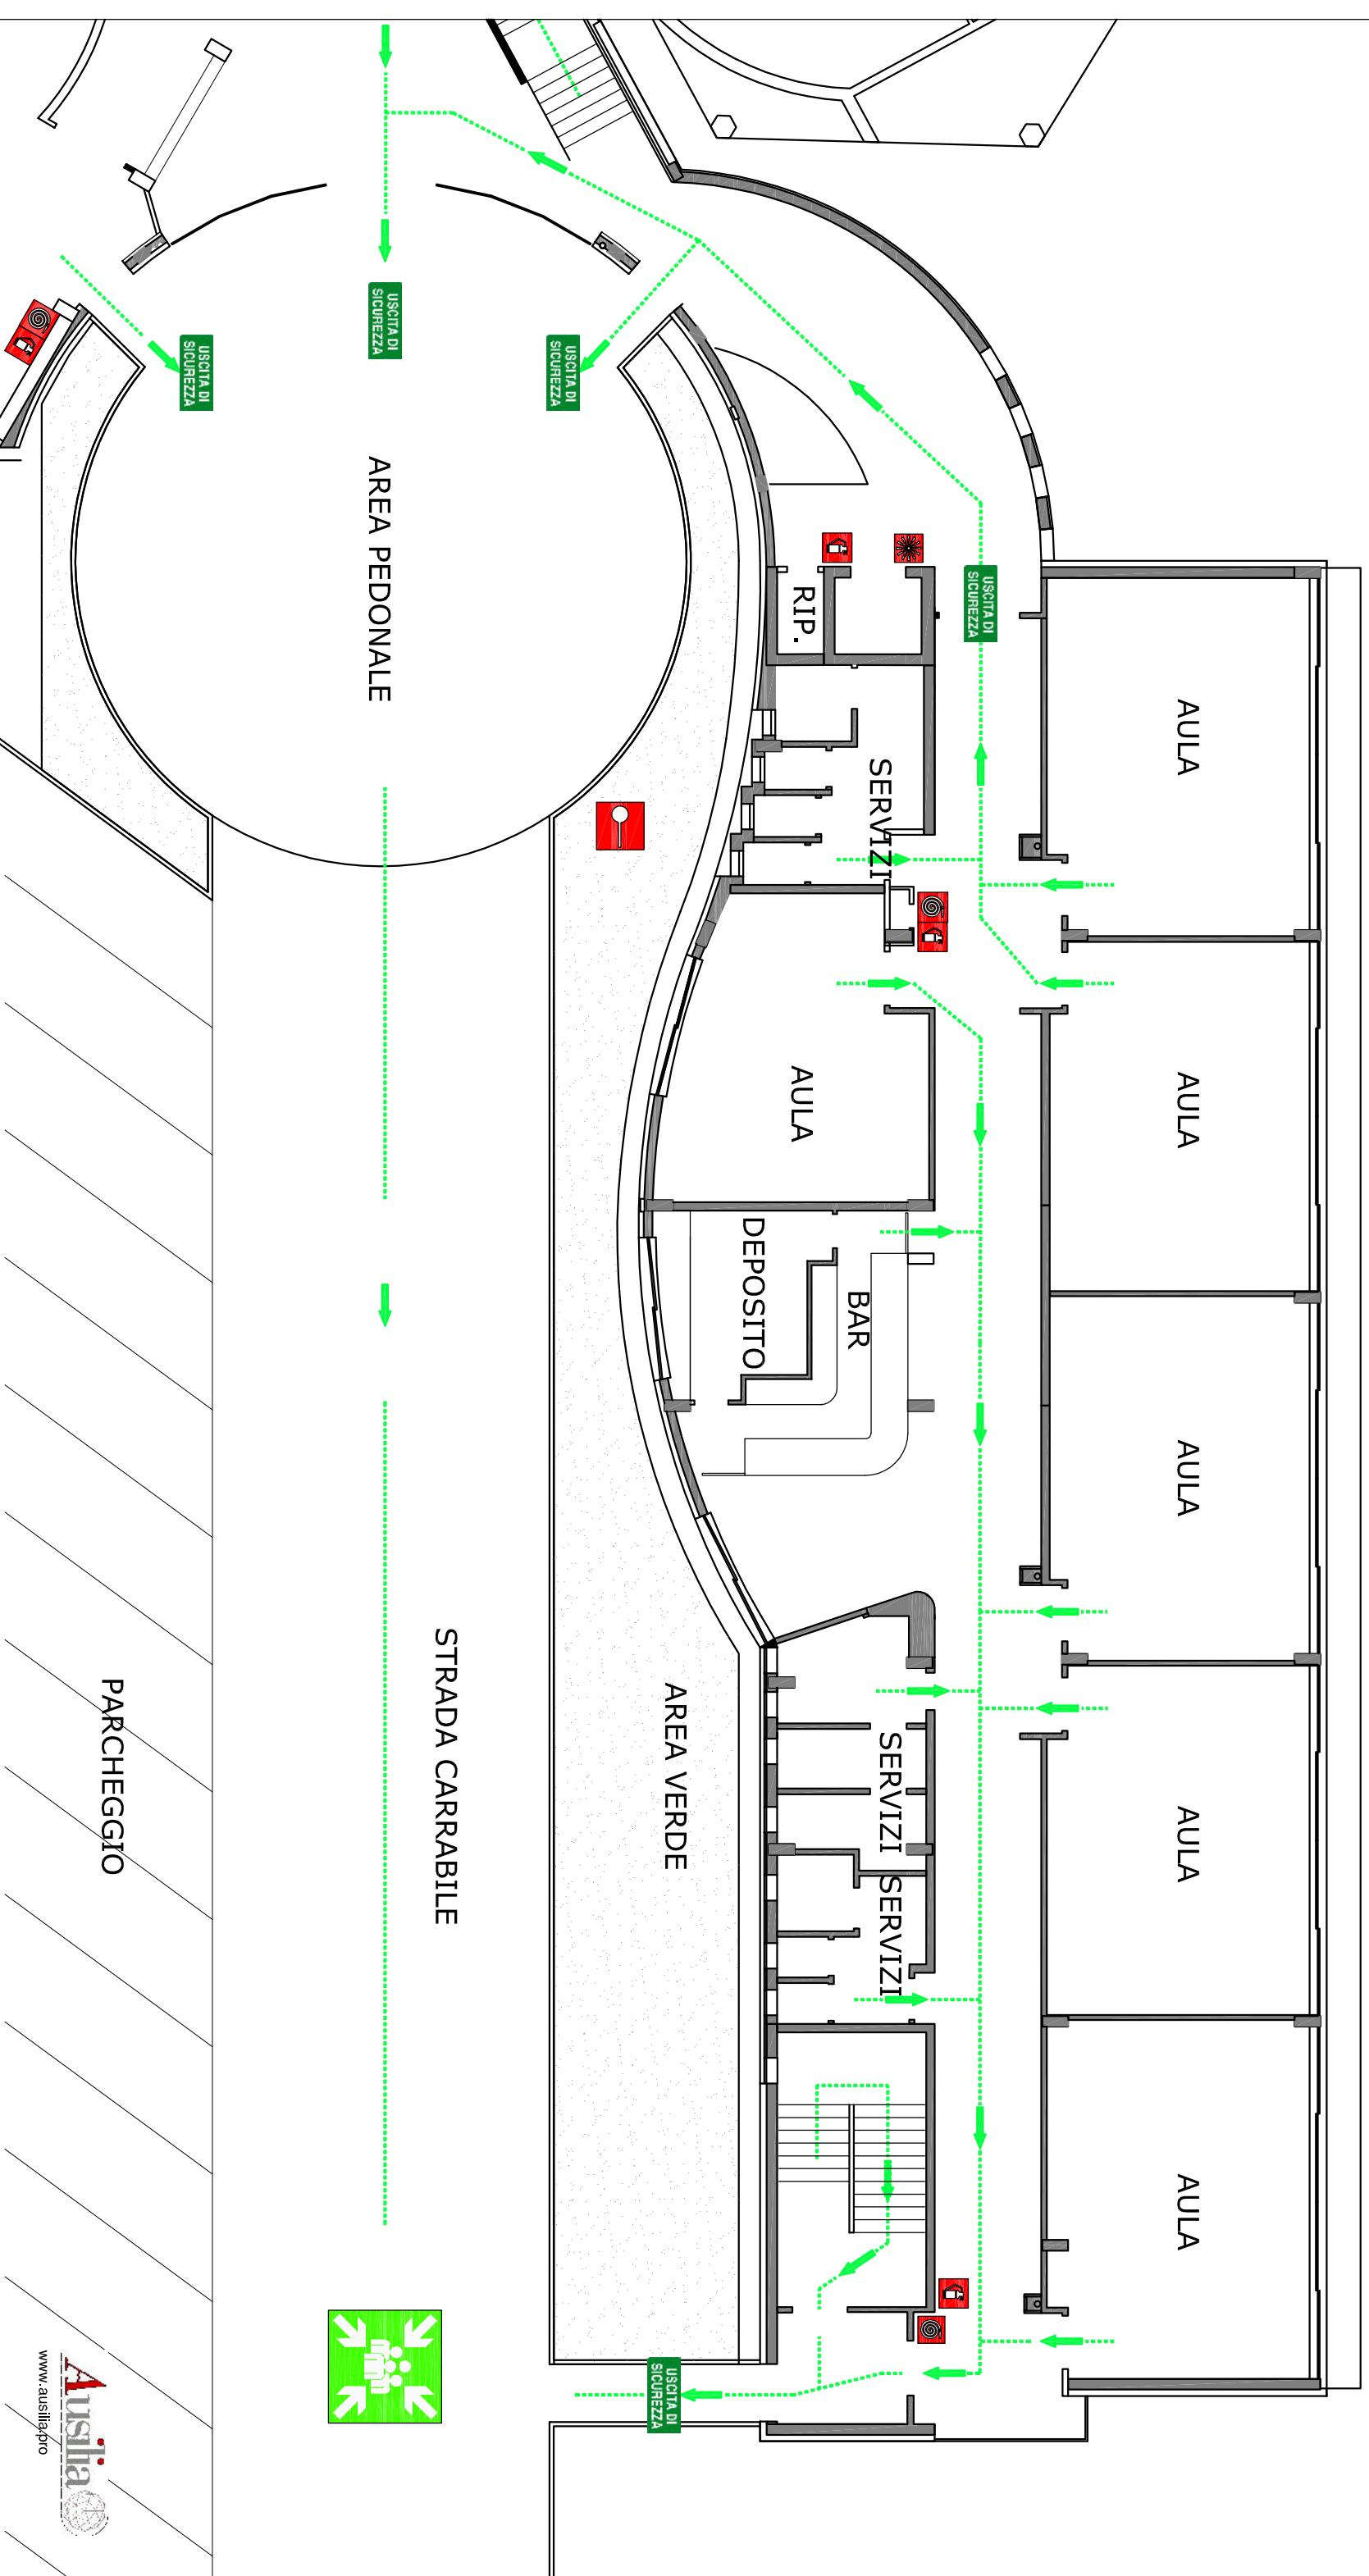 AULA
AULA
AULA
AULA
AULA
USCITA DI
SICUREZZA
SERVIZI
RIP.
AULA
BAR
DEPOSITO
SERVIZI
SERVIZI
USCITA DI
SICUREZZA
USCITA DI
SICUREZZA
USCITA DI
SICUREZZA
USCITA DI
SICUREZZA
AREA PEDONALE
AREA VERDE
STRADA CARRABILE
PARCHEGGIO
Ausilia
www.ausilia.pro